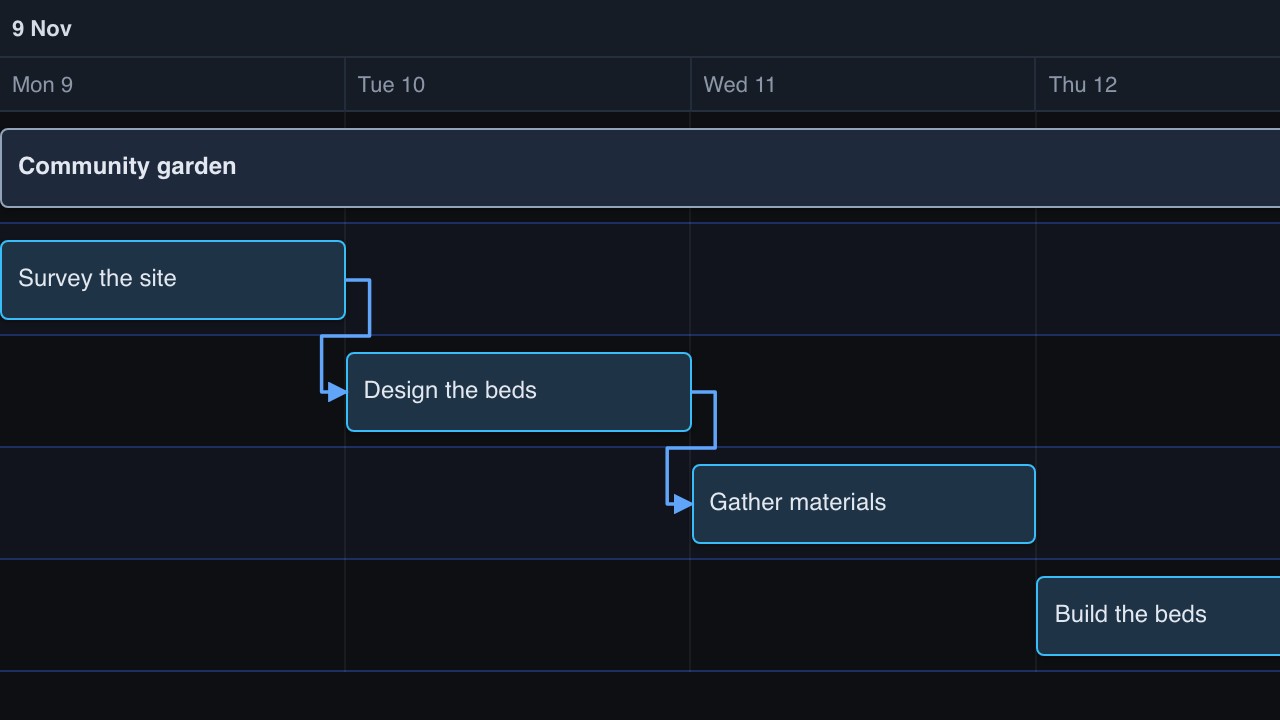 9 Nov
Mon 9
Tue 10
Wed 11
Thu 12
Community garden
Survey the site
Design the beds
Gather materials
Build the beds